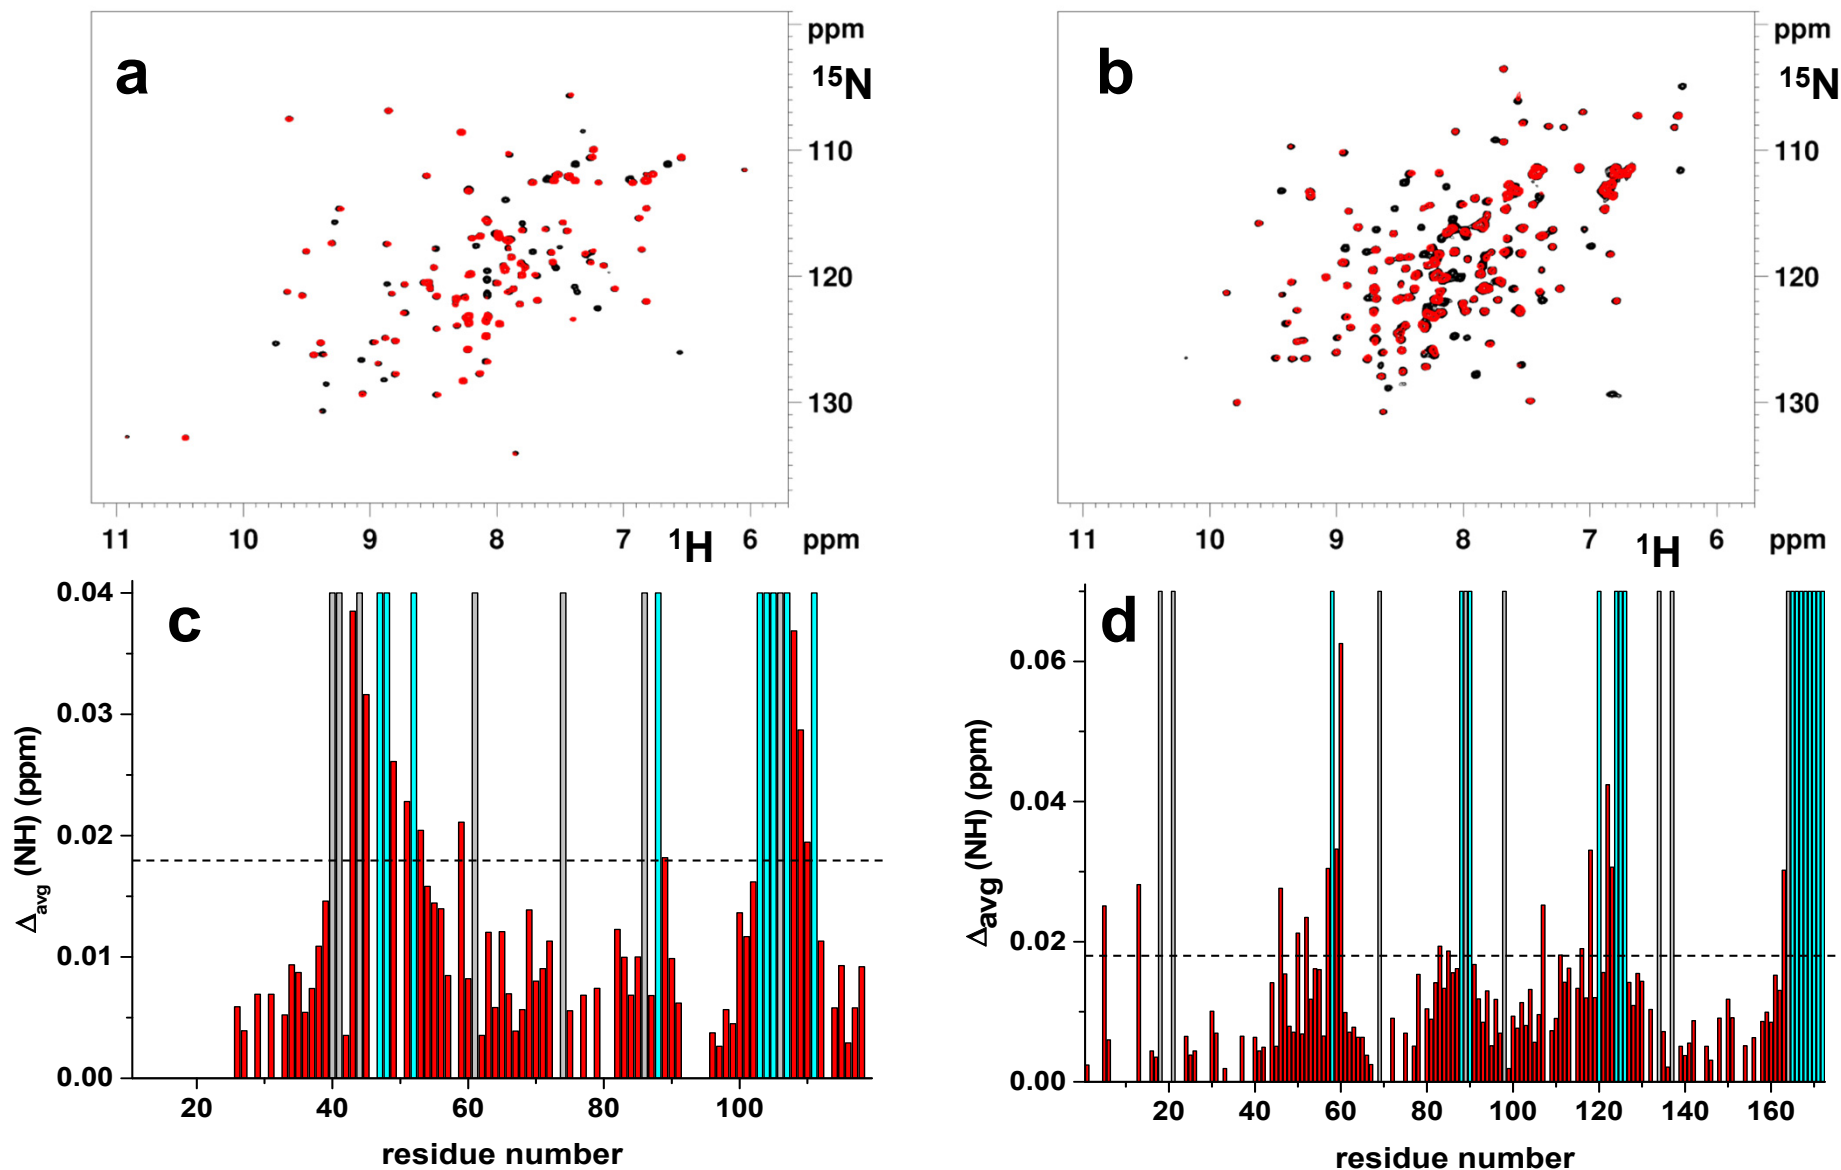 a
ppm
15N
110
120
130
11 10 9 8 7 1H 6 ppm
b
ppm
15N
110
120
130
11 10 9 8 7 1H 6 ppm
c
Δavg (NH) (ppm)
0.04
0.03
0.02
0.01
0.00
20 40 60 80 100
residue number
d
Δavg (NH) (ppm)
0.06
0.04
0.02
0.00
20 40 60 80 100 120 140 160
residue number